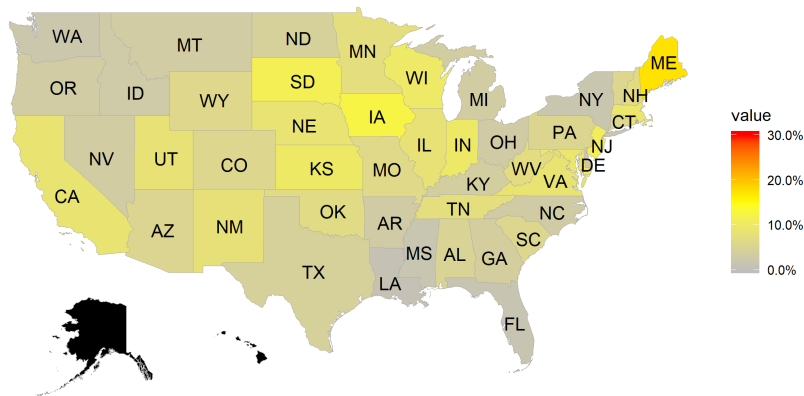 WA
MT
ND
MN
ME
OR
ID
WY
SD
WI
MI
NY
NH
CT
NV
UT
CO
NE
IA
IL
IN
OH
PA
NJ
DE
CA
AZ
NM
KS
MO
KY
WV
VA
OK
AR
TN
NC
TX
LA
MS
AL
GA
SC
FL
value
30.0%
20.0%
10.0%
0.0%